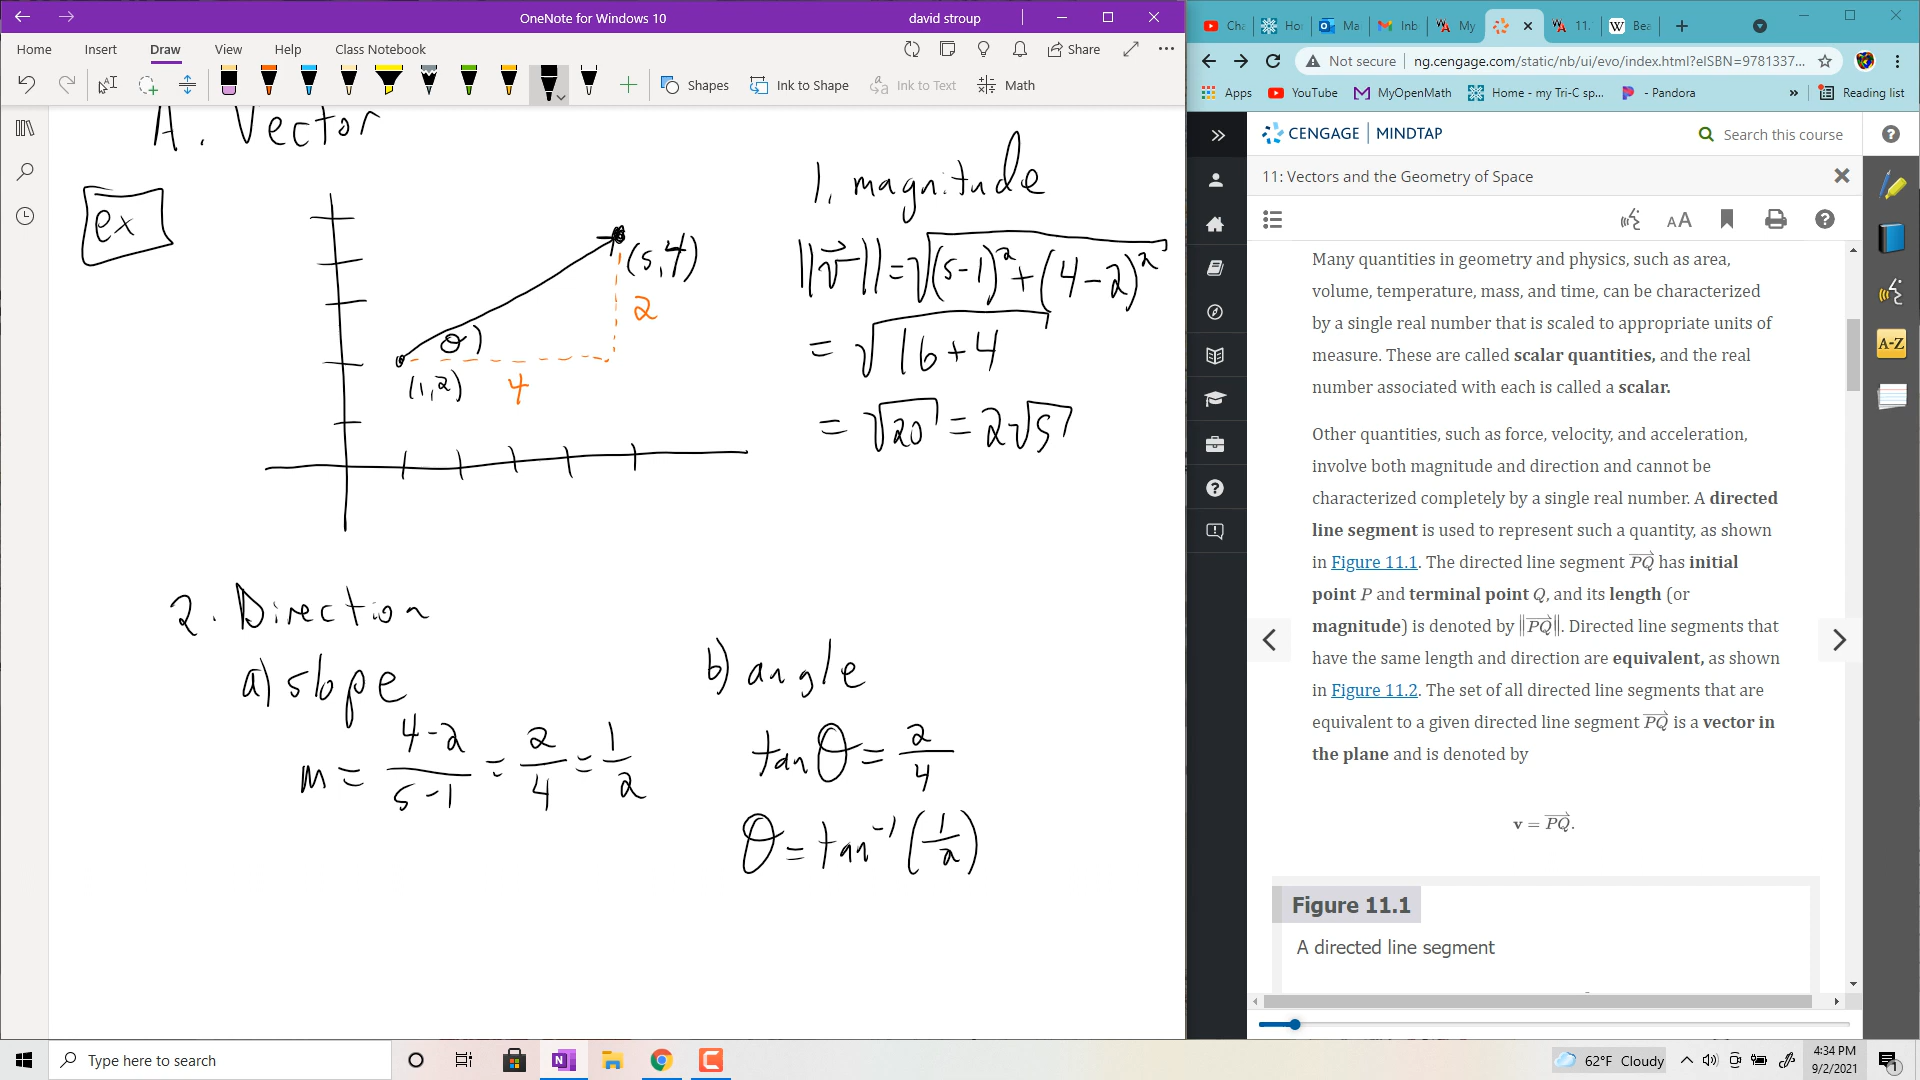 OneNote for Windows 10
david stroup
Home Insert Draw View Help Class Notebook Share
Shapes Ink to Shape Ink to Text Math
A. Vector
ex
(5,4)
2
θ
(1,2)
4
1. magnitude
||v⃗|| = √(5-1)² + (4-2)²
= √16+4
= √20 = 2√5
2. Direction
a) slope
m = 4-2/5-1 = 2/4 = 1/2
b) angle
tan θ = 2/4
θ = tan⁻¹ (1/2)
Ch Ho Ma Inb My 11. Bea
Not secure ng.cengage.com/static/nb/ui/evo/index.html?eISBN=9781337...
Apps YouTube MyOpenMath Home - my Tri-C sp... - Pandora » Reading list
CENGAGE | MINDTAP Search this course
11: Vectors and the Geometry of Space
AA
Many quantities in geometry and physics, such as area,
volume, temperature, mass, and time, can be characterized
by a single real number that is scaled to appropriate units of
measure. These are called scalar quantities, and the real
number associated with each is called a scalar.
Other quantities, such as force, velocity, and acceleration,
involve both magnitude and direction and cannot be
characterized completely by a single real number. A directed
line segment is used to represent such a quantity, as shown
in Figure 11.1. The directed line segment PQ⃗ has initial
point P and terminal point Q, and its length (or
magnitude) is denoted by ‖PQ⃗‖. Directed line segments that
have the same length and direction are equivalent, as shown
in Figure 11.2. The set of all directed line segments that are
equivalent to a given directed line segment PQ⃗ is a vector in
the plane and is denoted by
v = PQ⃗.
Figure 11.1
A directed line segment
A-Z
Type here to search
62°F Cloudy
4:34 PM
9/2/2021
1